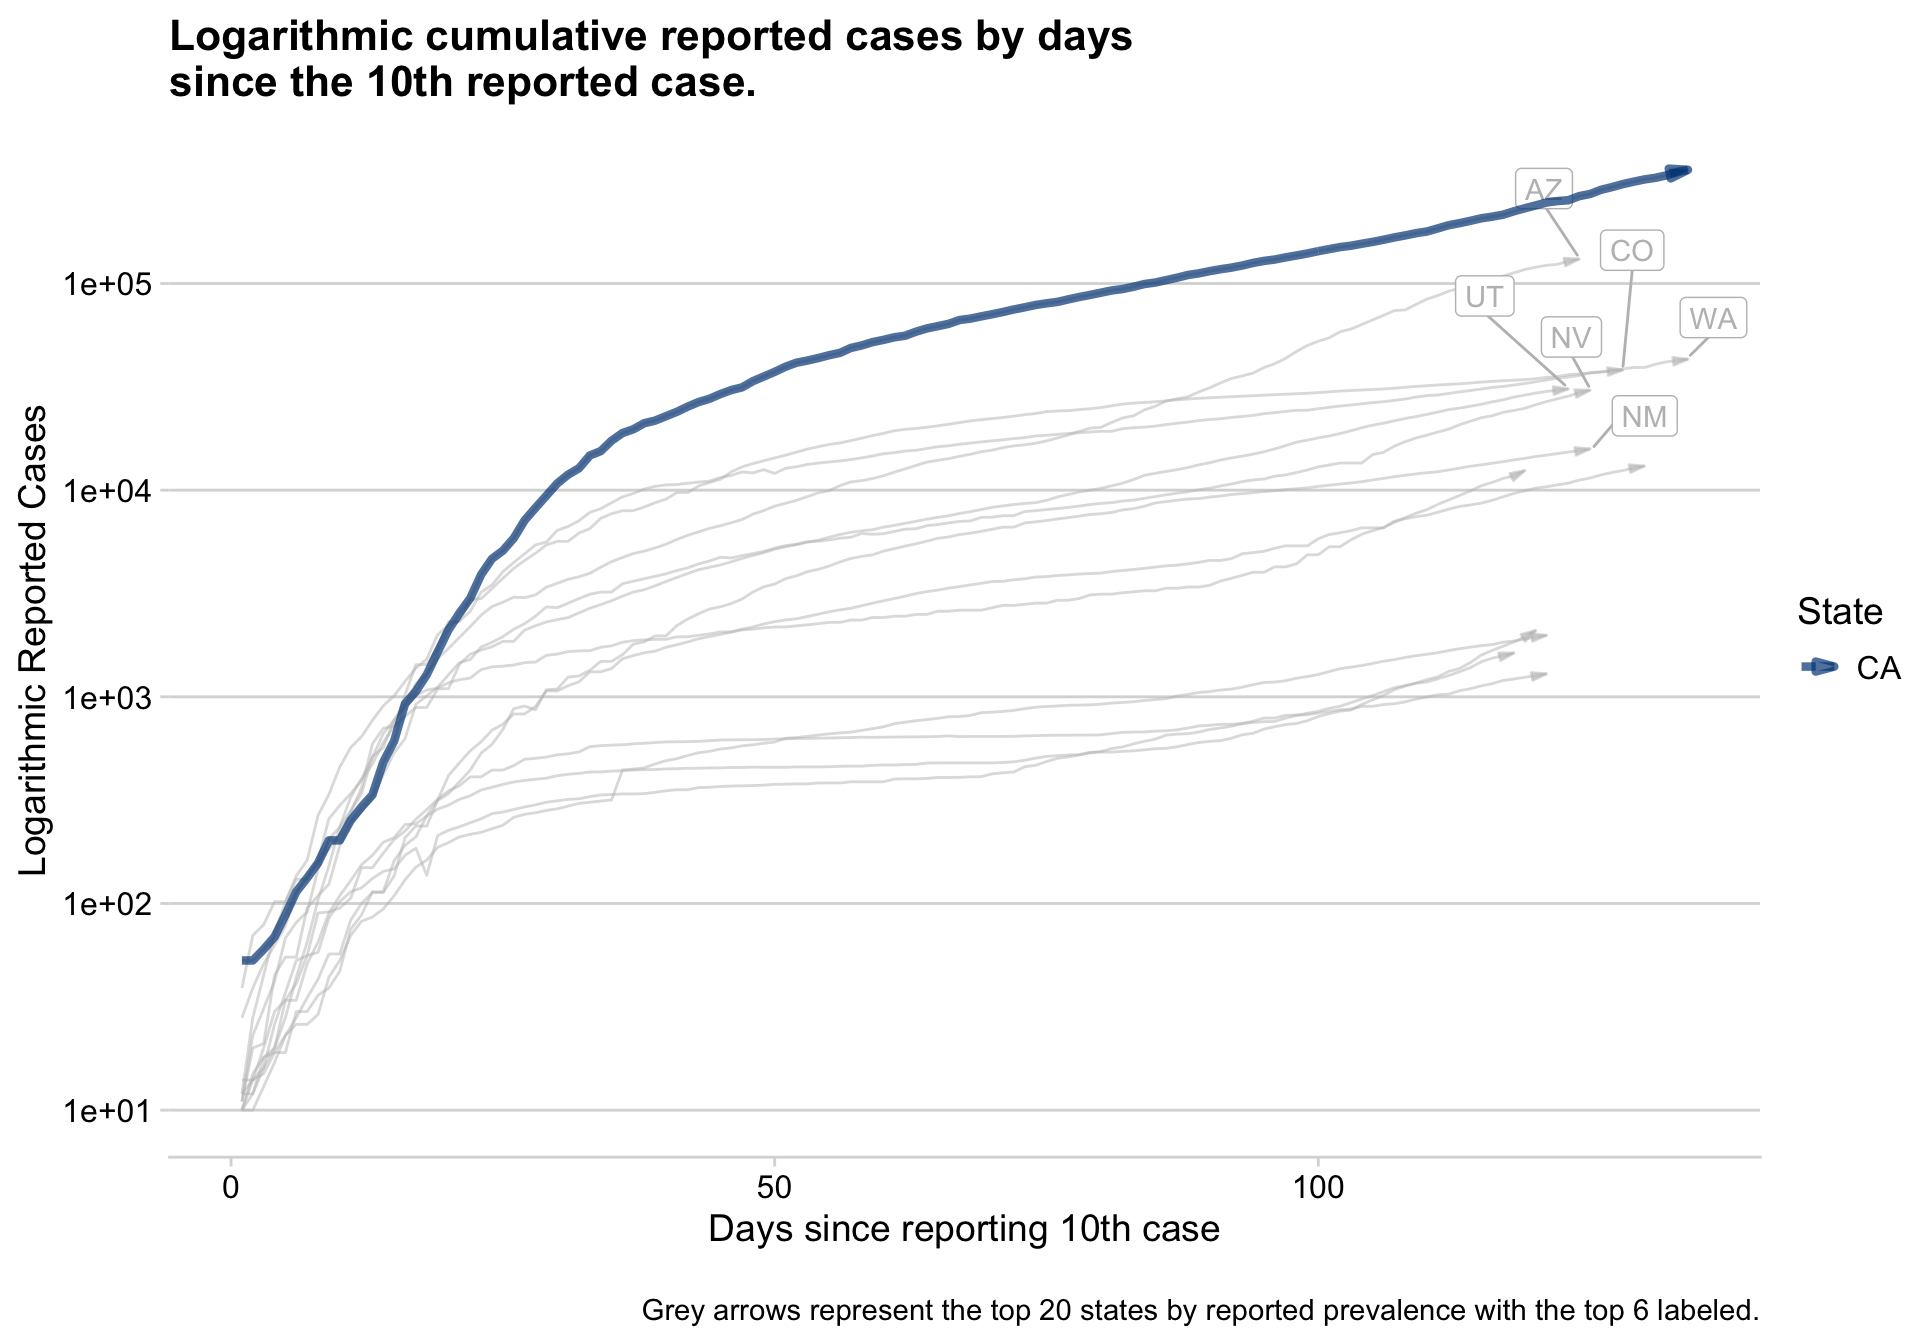 Logarithmic cumulative reported cases by days
since the 10th reported case.
AZ
CO
UT
WA
NV
NM
1e+05
1e+04
1e+03
1e+02
1e+01
Logarithmic Reported Cases
State
CA
0
50
100
Days since reporting 10th case
Grey arrows represent the top 20 states by reported prevalence with the top 6 labeled.